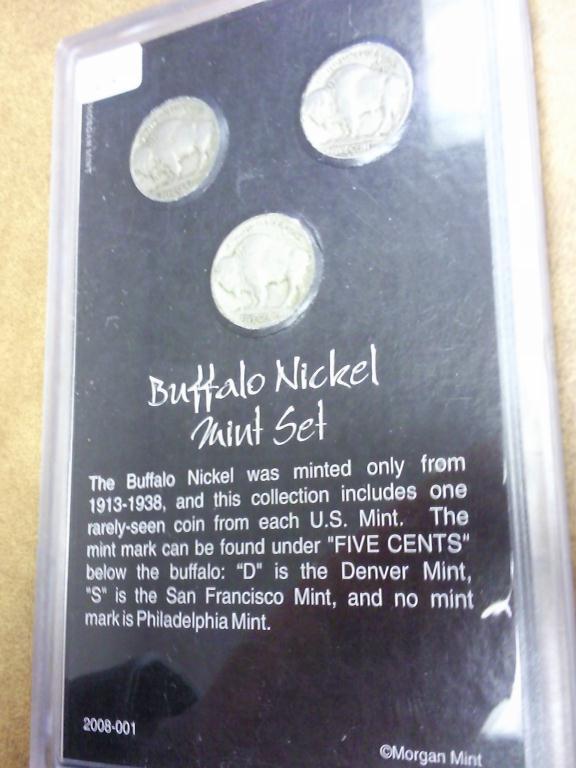 MORGAN MINT
Buffalo Nickel
Mint Set
The Buffalo Nickel was minted only from
1913-1938, and this collection includes one
rarely-seen coin from each U.S. Mint. The
mint mark can be found under "FIVE CENTS"
below the buffalo: "D" is the Denver Mint,
"S" is the San Francisco Mint, and no mint
mark is Philadelphia Mint.
2008-001
©Morgan Mint